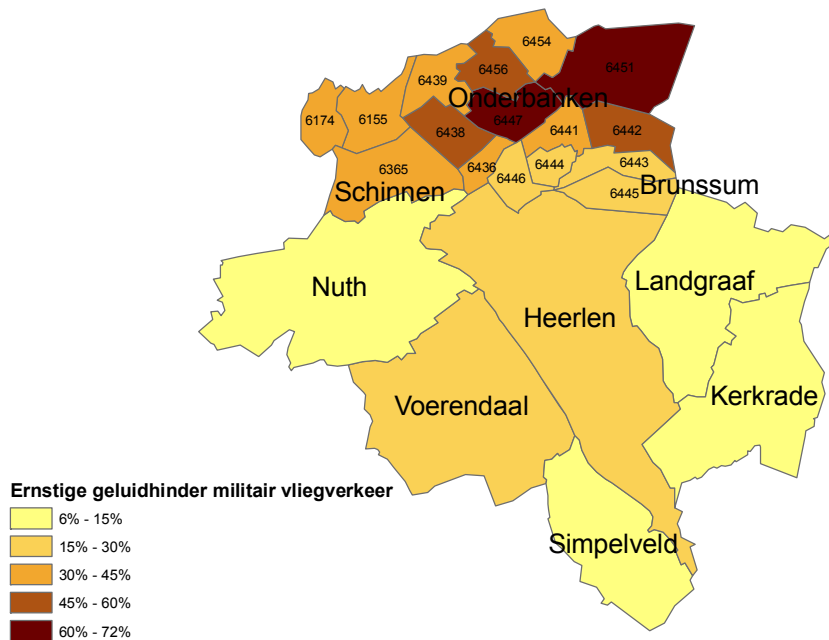 6454
6451
6456
6439
Onderbanken
6174
6155
6447
6438
6441
6442
6365
6436
6446
6444
6443
Schinnen
Brunssum
6445
Nuth
Landgraaf
Heerlen
Kerkrade
Voerendaal
Simpelveld
Ernstige geluidhinder militair vliegverkeer
6% - 15%
15% - 30%
30% - 45%
45% - 60%
60% - 72%